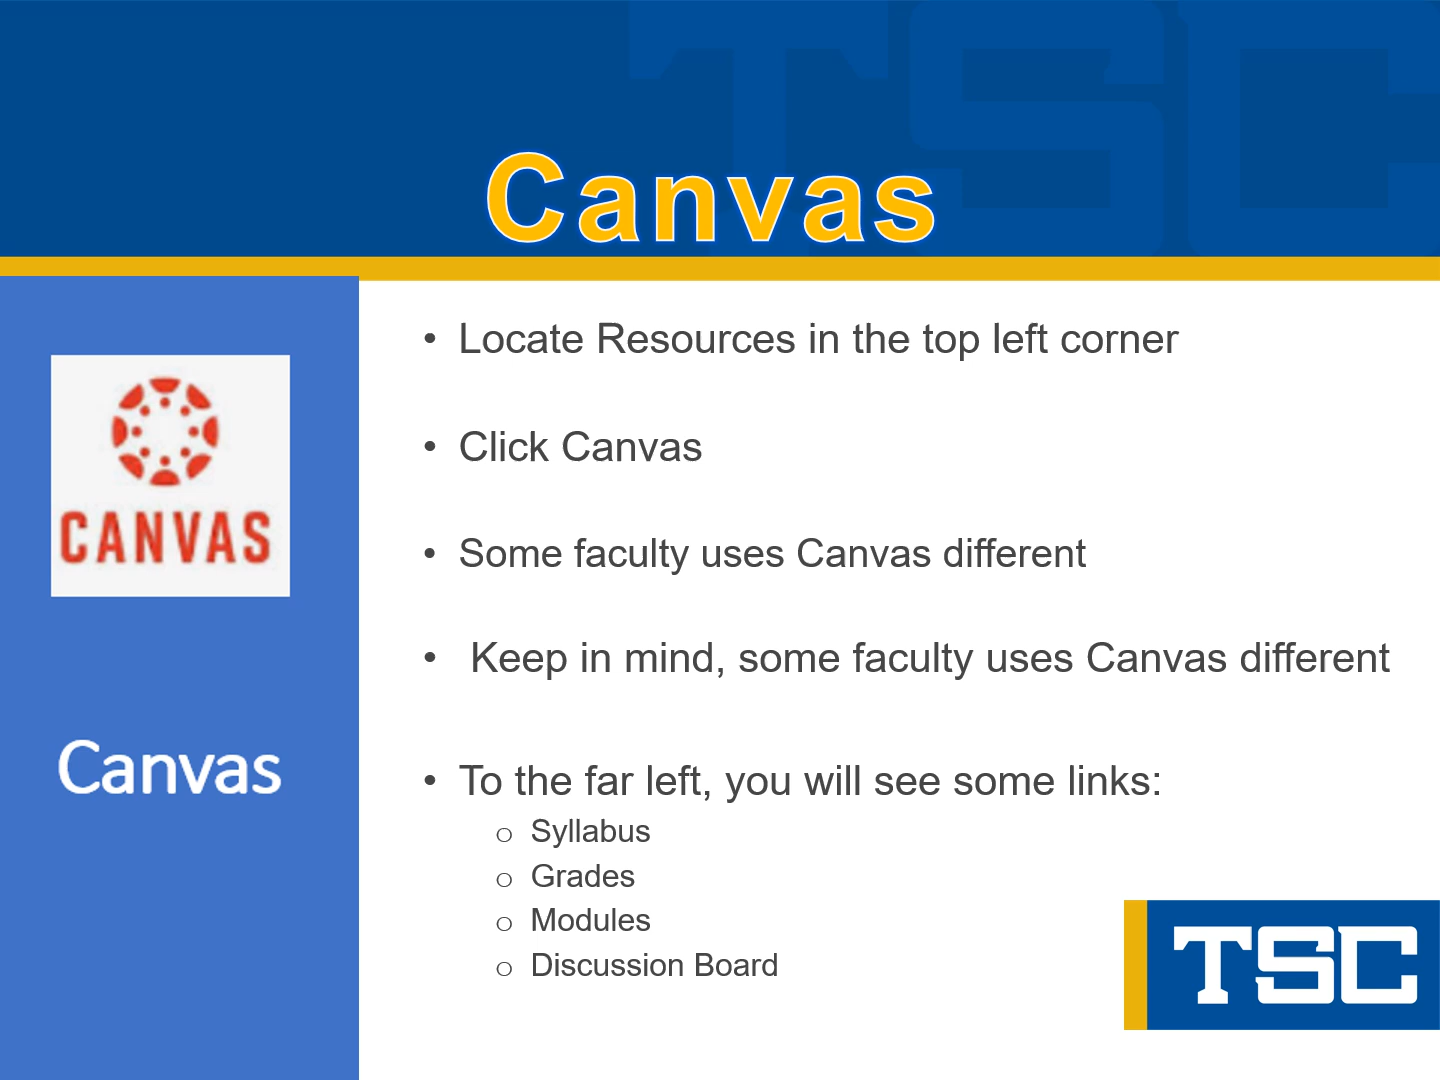 TSC
Canvas
CANVAS
Canvas
• Locate Resources in the top left corner
• Click Canvas
• Some faculty uses Canvas different
• Keep in mind, some faculty uses Canvas different
• To the far left, you will see some links:
o Syllabus
o Grades
o Modules
o Discussion Board
TSC